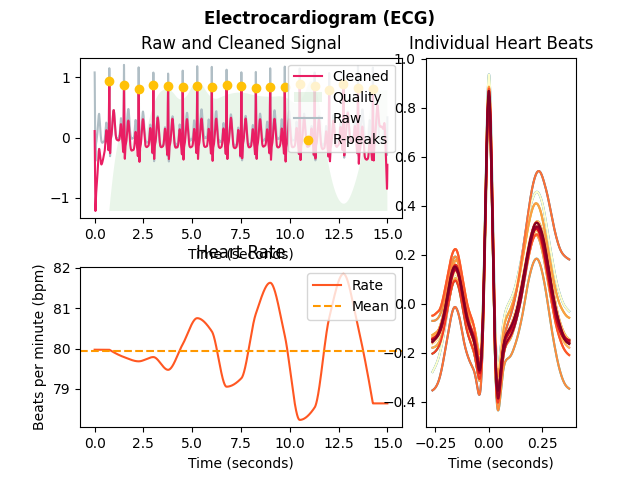 Electrocardiogram (ECG)
Raw and Cleaned Signal
1
0
−1
0.0 2.5 5.0 7.5 10.0 12.5 15.0
Time (seconds)
Cleaned
Quality
Raw
R-peaks
Heart Rate
Beats per minute (bpm)
82
81
80
79
0.0 2.5 5.0 7.5 10.0 12.5 15.0
Time (seconds)
Rate
Mean
Individual Heart Beats
1.0
0.8
0.6
0.4
0.2
0.0
−0.2
−0.4
−0.25 0.00 0.25
Time (seconds)